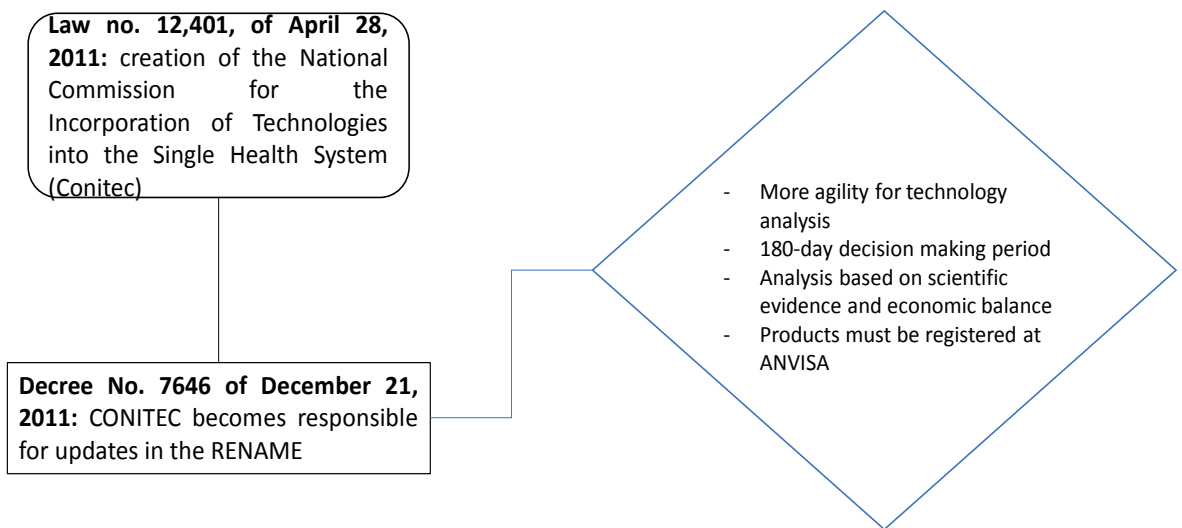 Law no. 12,401, of April 28,
2011: creation of the National
Commission for the
Incorporation of Technologies
into the Single Health System
(Conitec)
Decree No. 7646 of December 21,
2011: CONITEC becomes responsible
for updates in the RENAME
- More agility for technology
analysis
- 180-day decision making period
- Analysis based on scientific
evidence and economic balance
- Products must be registered at
ANVISA